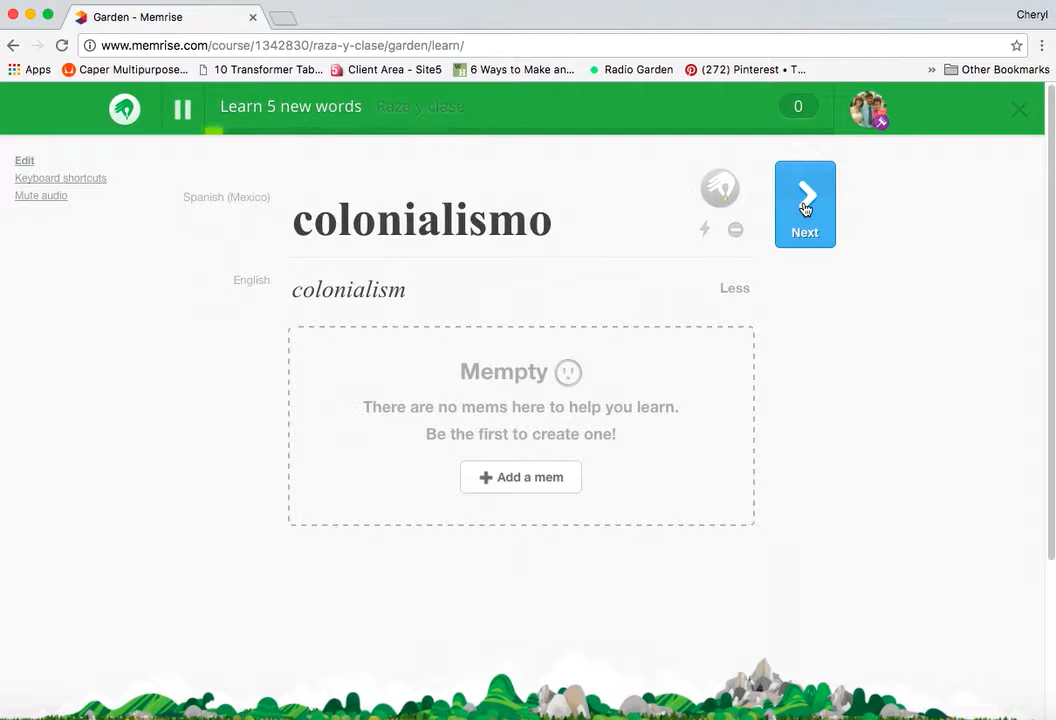 Garden - Memrise
Cheryl
www.memrise.com/course/1342830/raza-y-clase/garden/learn/
Apps Caper Multipurpose... 10 Transformer Tab... Client Area - Site5 6 Ways to Make an... Radio Garden (272) Pinterest • T... » Other Bookmarks
Learn 5 new words Raza y clase 0
Edit
Keyboard shortcuts
Mute audio
Spanish (Mexico)
colonialismo
Next
English
colonialism
Less
Mempty
There are no mems here to help you learn.
Be the first to create one!
Add a mem